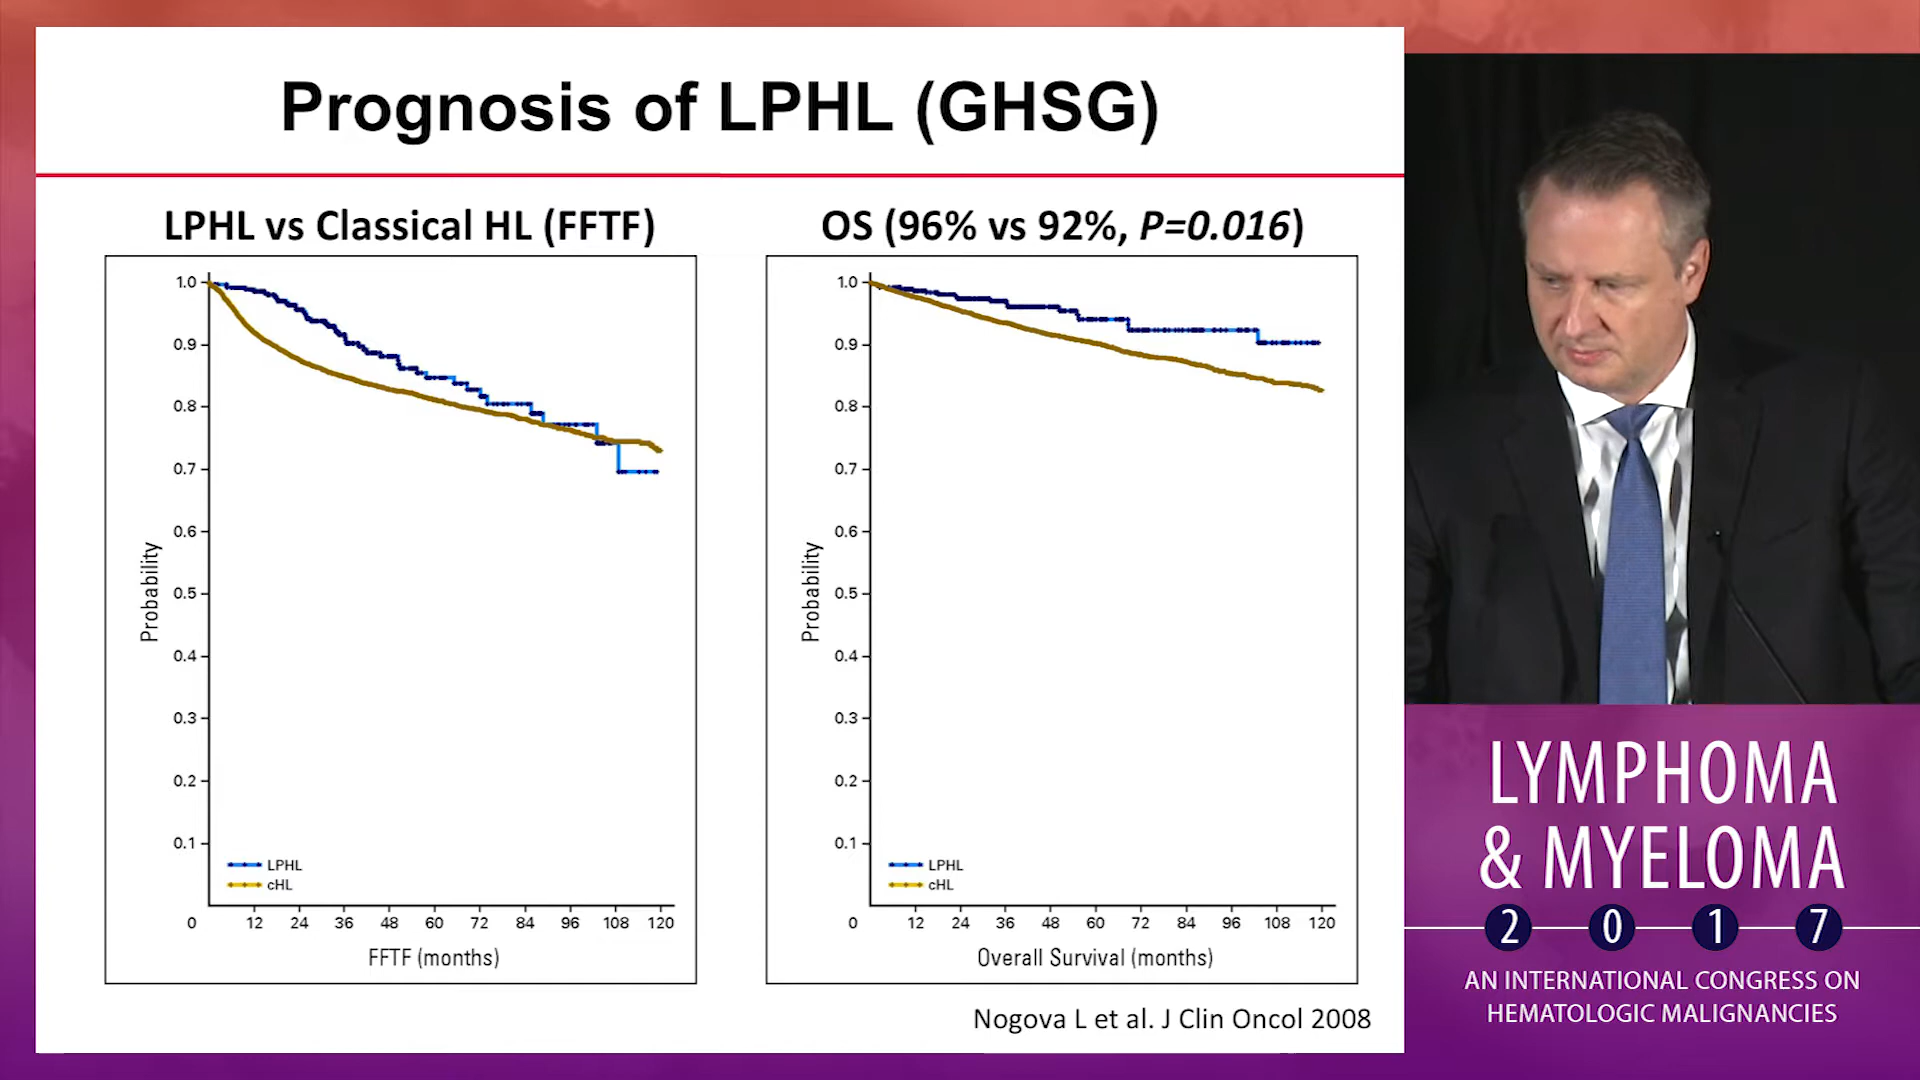 Prognosis of LPHL (GHSG)
LPHL vs Classical HL (FFTF)
1.0
0.9
0.8
0.7
0.6
0.5
0.4
0.3
0.2
0.1
Probability
LPHL
cHL
0 12 24 36 48 60 72 84 96 108 120
FFTF (months)
OS (96% vs 92%, P=0.016)
1.0
0.9
0.8
0.7
0.6
0.5
0.4
0.3
0.2
0.1
Probability
LPHL
cHL
0 12 24 36 48 60 72 84 96 108 120
Overall Survival (months)
Nogova L et al. J Clin Oncol 2008
LYMPHOMA
& MYELOMA
2 0 1 7
AN INTERNATIONAL CONGRESS ON
HEMATOLOGIC MALIGNANCIES